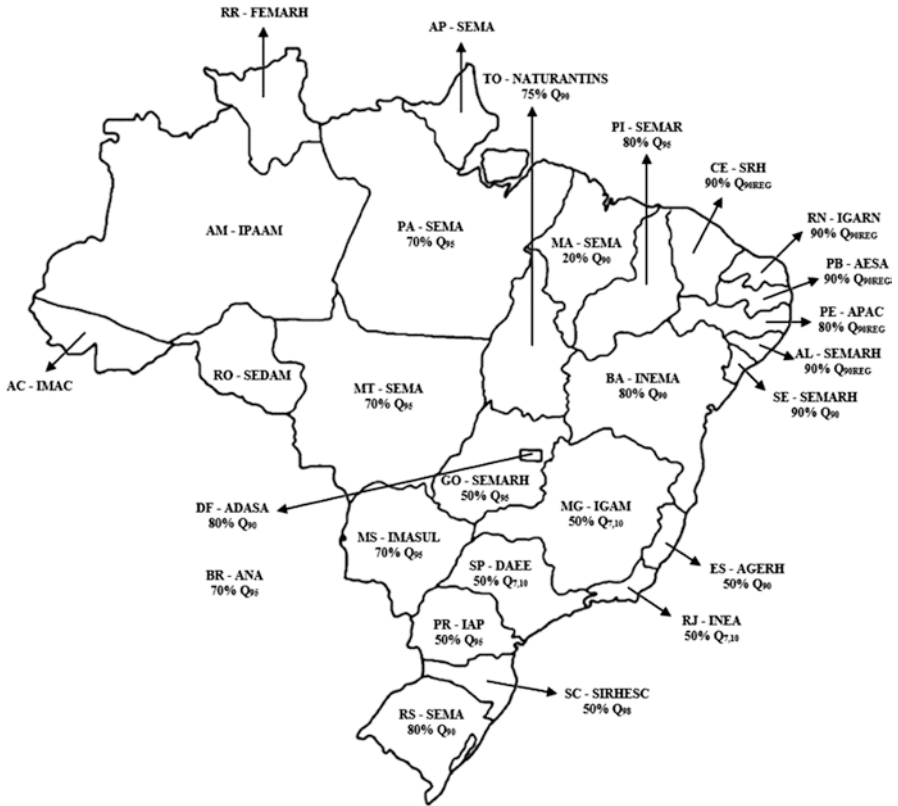 RR - FEMARH
AP - SEMA
TO - NATURANTINS
75% Q90
PI - SEMAR
80% Q95
CE - SRH
90% Q90REG
RN - IGARN
90% Q90REG
PB - AESA
90% Q90REG
PE - APAC
80% Q90REG
AL - SEMARH
90% Q90REG
SE - SEMARH
90% Q90
AM - IPAAM
PA - SEMA
70% Q95
MA - SEMA
20% Q90
AC - IMAC
RO - SEDAM
MT - SEMA
70% Q95
BA - INEMA
80% Q90
GO - SEMARH
50% Q95
DF - ADASA
80% Q90
MG - IGAM
50% Q7,10
MS - IMASUL
70% Q95
BR - ANA
70% Q95
SP - DAEE
50% Q7,10
ES - AGERH
50% Q90
RJ - INEA
50% Q7,10
PR - IAP
50% Q95
SC - SIRHESC
50% Q98
RS - SEMA
80% Q90